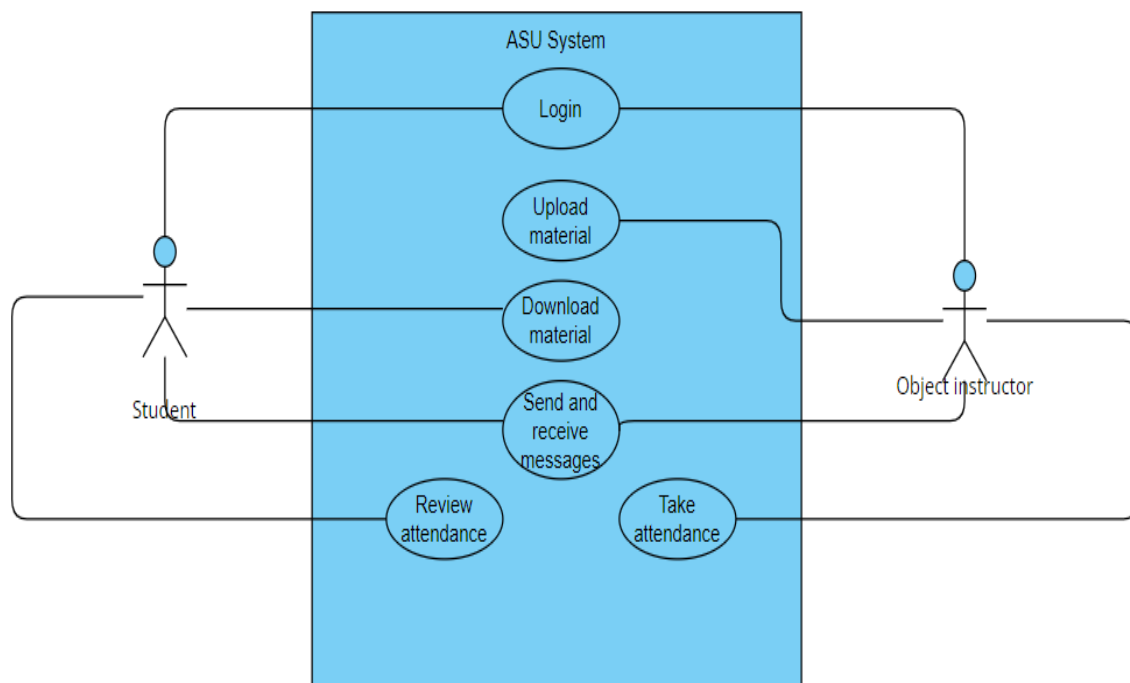 ASU System
Login
Upload
material
Download
material
Student
Object instructor
Send and
receive
messages
Review
attendance
Take
attendance